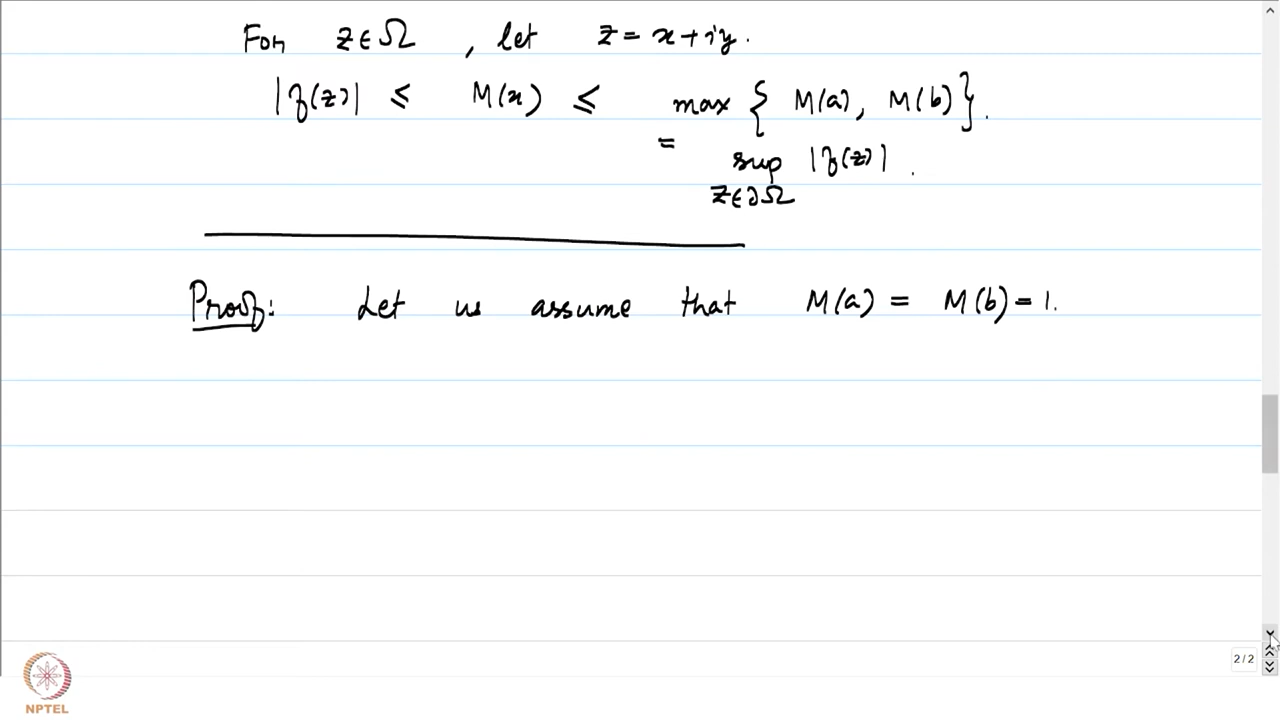 For z ∈ Ω , let z = x + iy.
|f(z)| ≤ M(x) ≤ max { M(a), M(b) }.
= sup |f(z)| .
z∈∂Ω
Proof: Let us assume that M(a) = M(b) = 1.
2 / 2
NPTEL